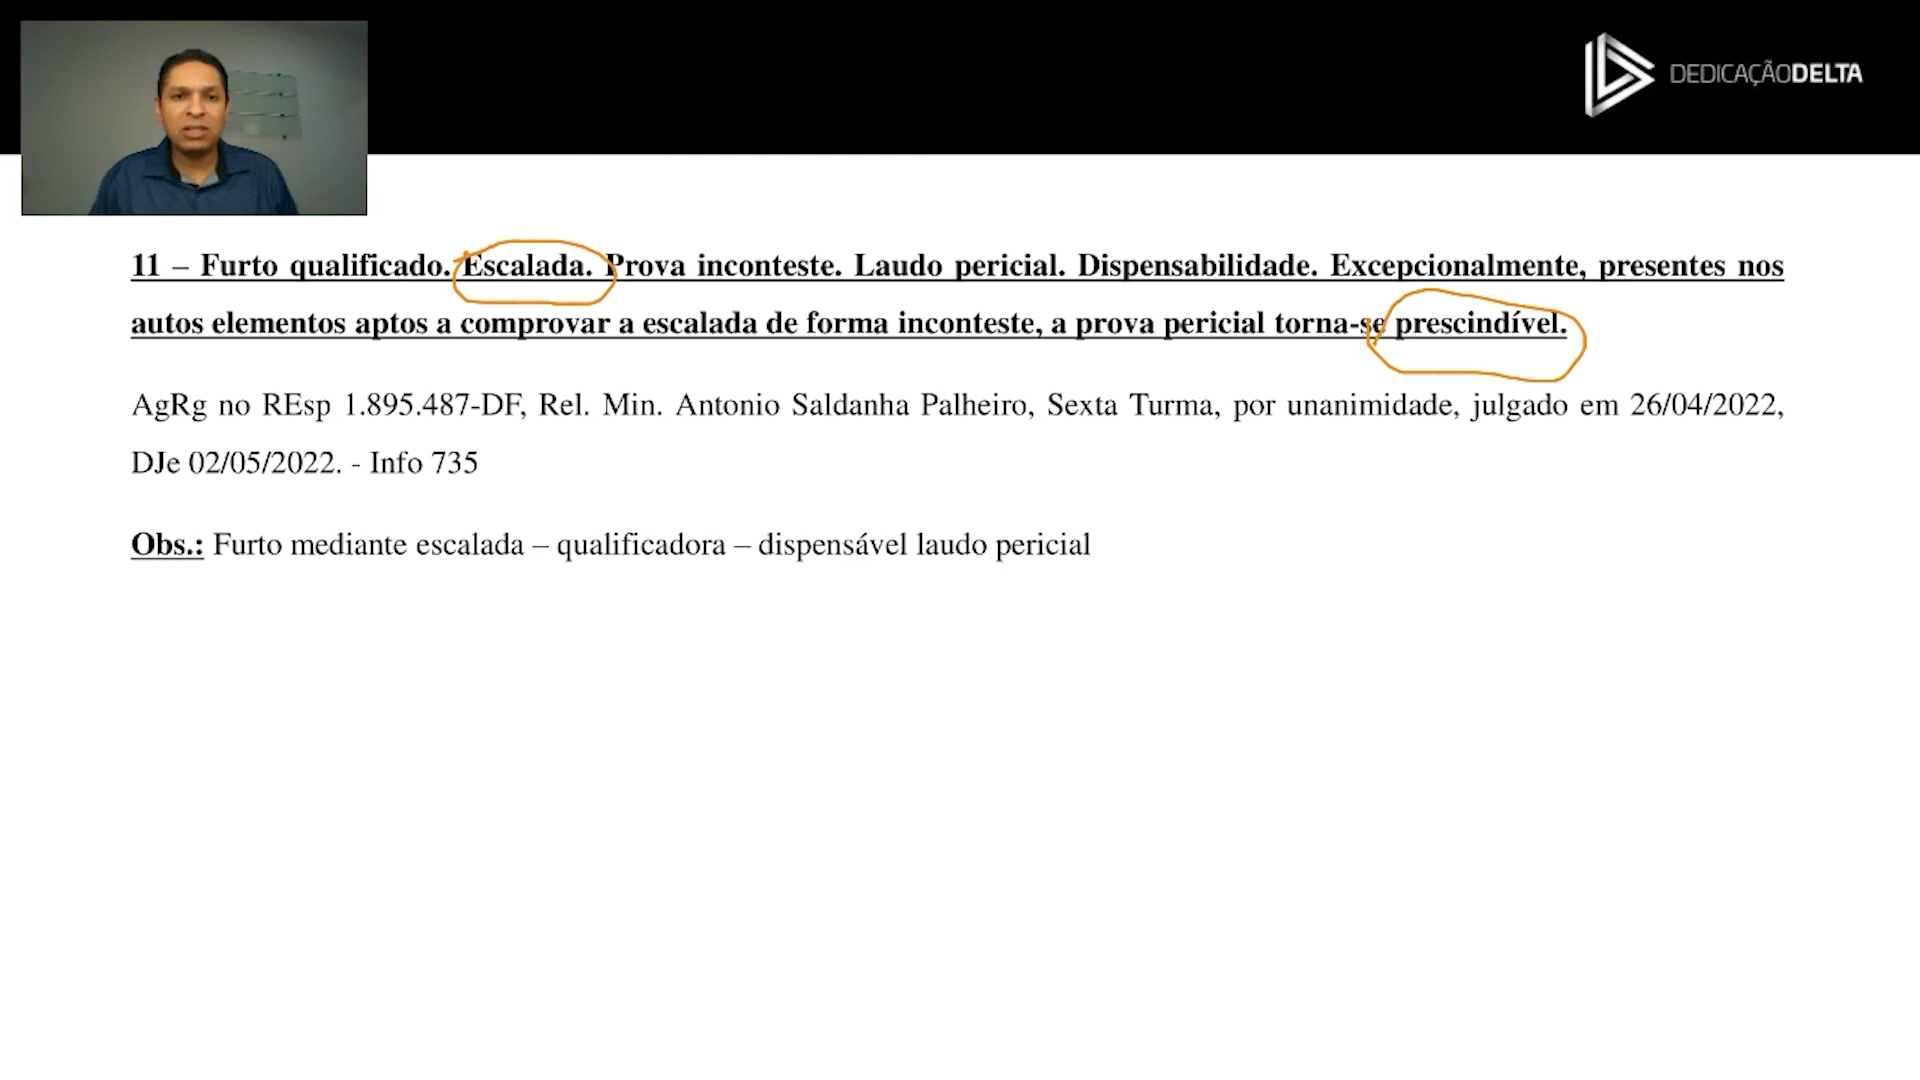 DEDICAÇÃODELTA
11 – Furto qualificado. Escalada. Prova inconteste. Laudo pericial. Dispensabilidade. Excepcionalmente, presentes nos
autos elementos aptos a comprovar a escalada de forma inconteste, a prova pericial torna-se prescindível.
AgRg no REsp 1.895.487-DF, Rel. Min. Antonio Saldanha Palheiro, Sexta Turma, por unanimidade, julgado em 26/04/2022,
DJe 02/05/2022. - Info 735
Obs.: Furto mediante escalada – qualificadora – dispensável laudo pericial